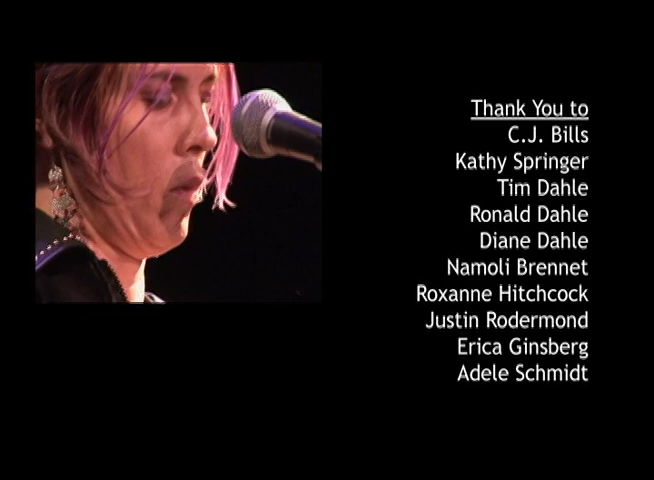 Thank You to
C.J. Bills
Kathy Springer
Tim Dahle
Ronald Dahle
Diane Dahle
Namoli Brennet
Roxanne Hitchcock
Justin Rodermond
Erica Ginsberg
Adele Schmidt